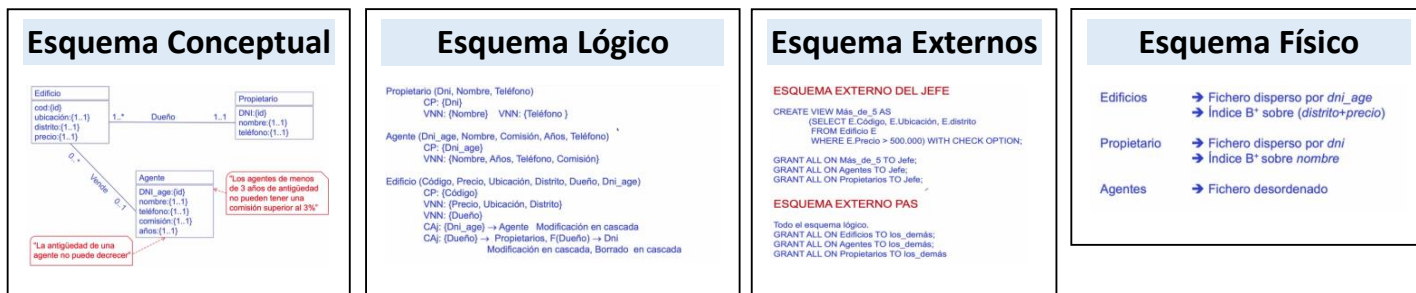 Esquema Conceptual
Edificio
cod:{id}
ubicación:{1..1}
distrito:{1..1}
precio:{1..1}
1..*
Dueño
1..1
Propietario
DNI:{id}
nombre:{1..1}
teléfono:{1..1}
0..*
Vende
0..1
Agente
DNI_age:{id}
nombre:{1..1}
teléfono:{1..1}
comisión:{1..1}
años:{1..1}
"Los agentes de menos
de 3 años de antigüedad
no pueden tener una
comisión superior al 3%"
"La antigüedad de una
agente no puede decrecer"
Esquema Lógico
Propietario (Dni, Nombre, Teléfono)
CP: {Dni}
VNN: {Nombre} VNN: {Teléfono }
Agente (Dni_age, Nombre, Comisión, Años, Teléfono)
CP: {Dni_age}
VNN: {Nombre, Años, Teléfono, Comisión}
Edificio (Código, Precio, Ubicación, Distrito, Dueño, Dni_age)
CP: {Código}
VNN: {Precio, Ubicación, Distrito}
VNN: {Dueño}
CAj: {Dni_age} → Agente Modificación en cascada
CAj: {Dueño} → Propietarios, F(Dueño) → Dni
Modificación en cascada, Borrado en cascada
Esquema Externos
ESQUEMA EXTERNO DEL JEFE
CREATE VIEW Más_de_5 AS
(SELECT E.Código, E.Ubicación, E.distrito
FROM Edificio E
WHERE E.Precio > 500.000) WITH CHECK OPTION;
GRANT ALL ON Más_de_5 TO Jefe;
GRANT ALL ON Agentes TO Jefe;
GRANT ALL ON Propietarios TO Jefe;
ESQUEMA EXTERNO PAS
Todo el esquema lógico.
GRANT ALL ON Edificios TO los_demás;
GRANT ALL ON Agentes TO los_demás;
GRANT ALL ON Propietarios TO los_demás
Esquema Físico
Edificios → Fichero disperso por dni_age
→ Índice B+ sobre (distrito+precio)
Propietario → Fichero disperso por dni
→ Índice B+ sobre nombre
Agentes → Fichero desordenado